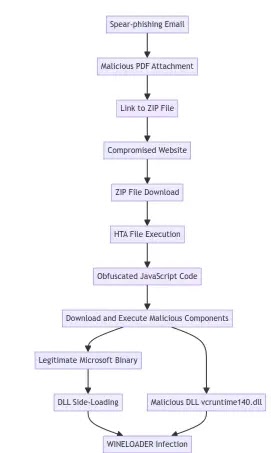 Spear-phishing Email
Malicious PDF Attachment
Link to ZIP File
Compromised Website
ZIP File Download
HTA File Execution
Obfuscated JavaScript Code
Download and Execute Malicious Components
Legitimate Microsoft Binary
DLL Side-Loading
Malicious DLL vcruntime140.dll
WINELOADER Infection